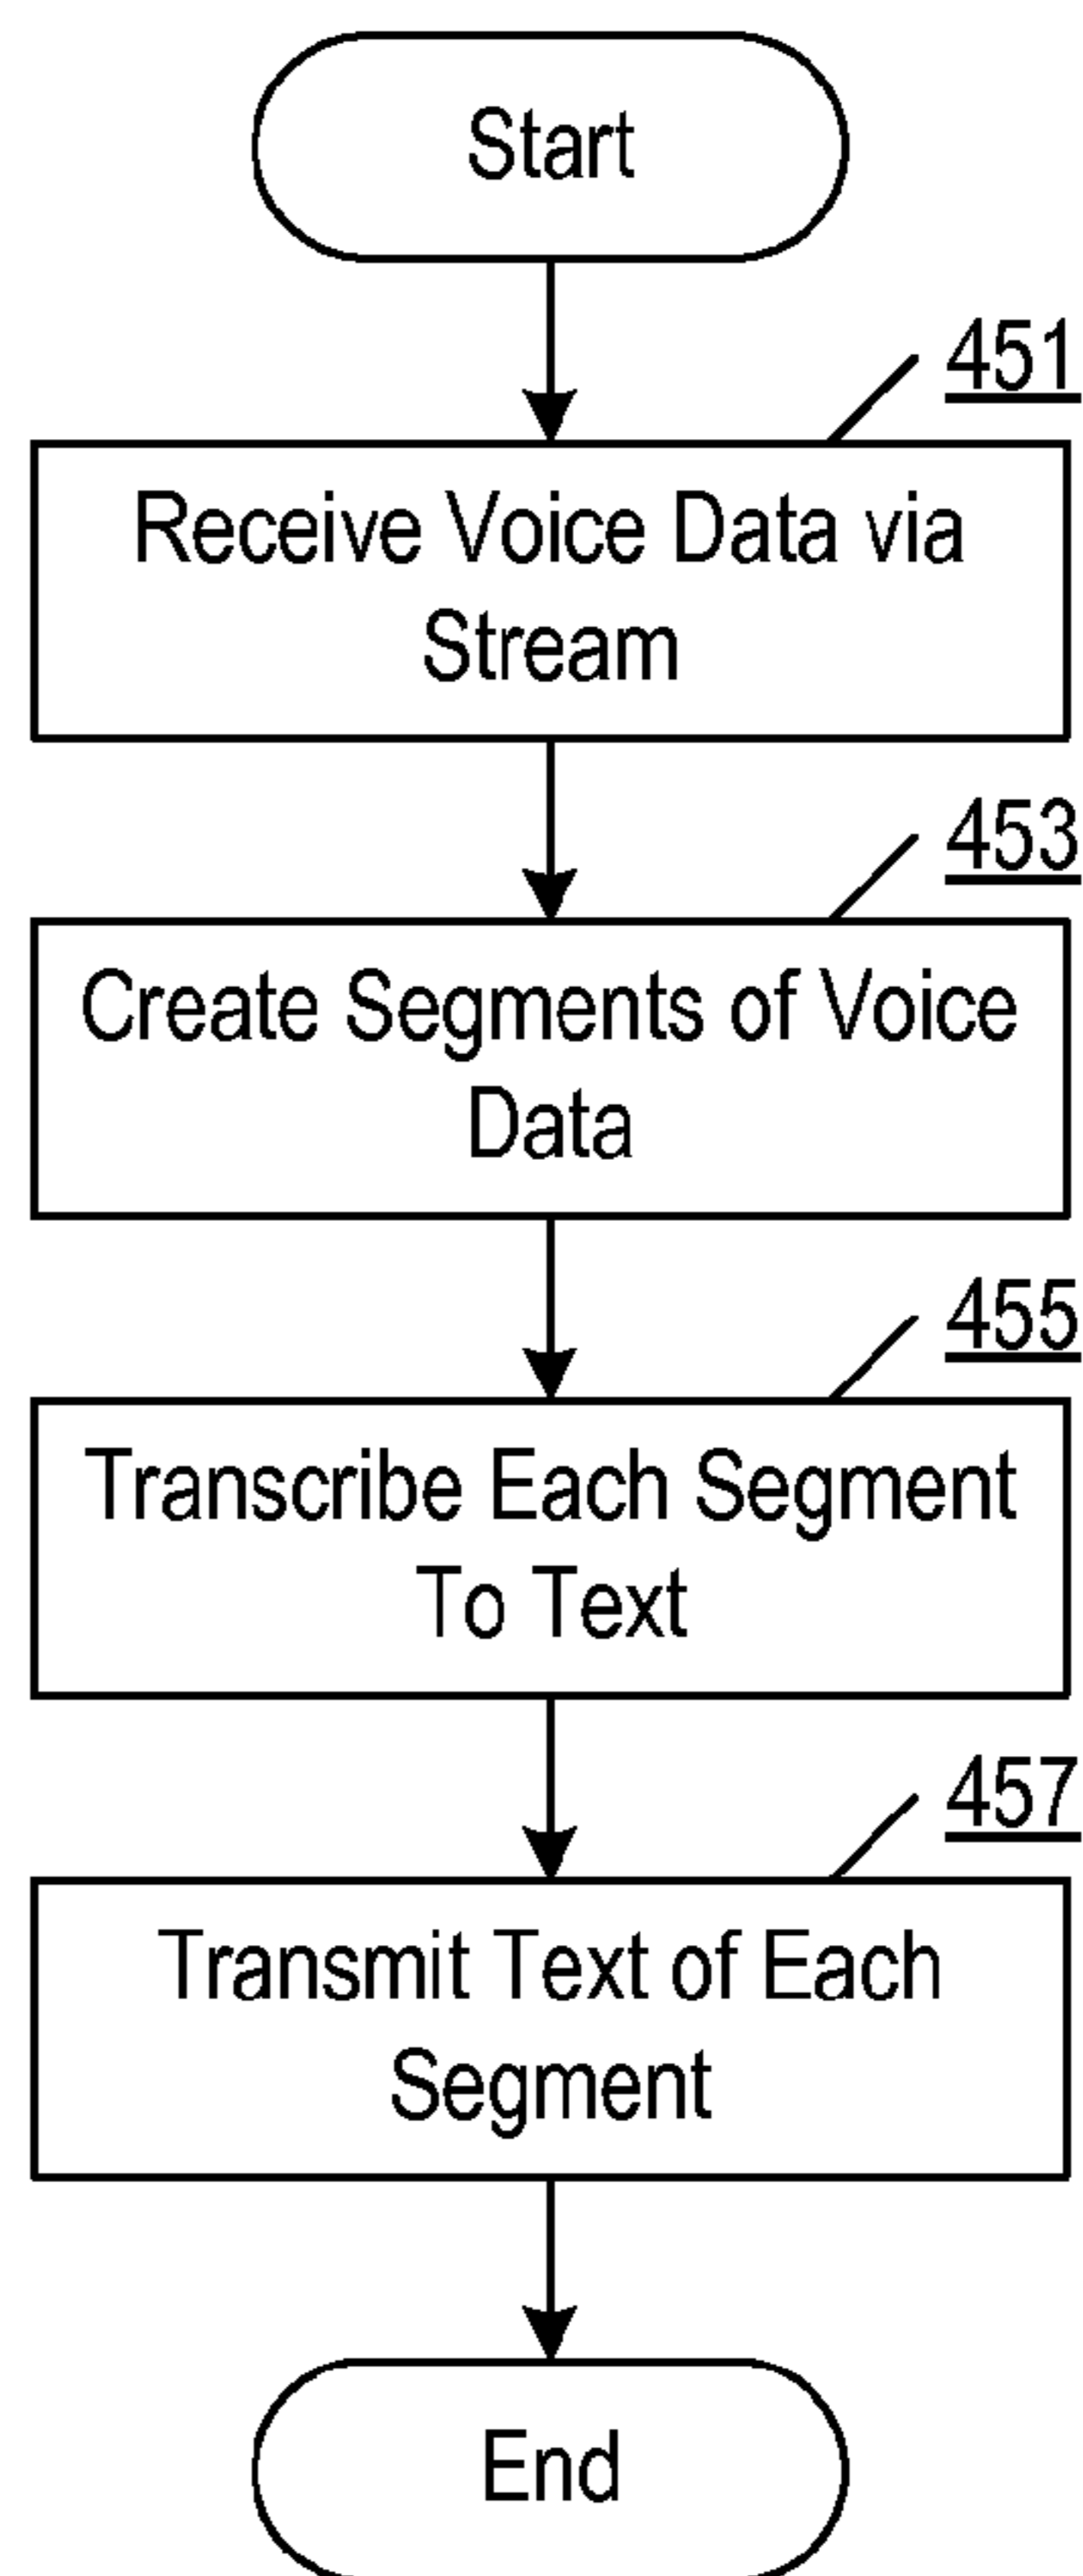 Start
451
Receive Voice Data via
Stream
453
Create Segments of Voice
Data
455
Transcribe Each Segment
To Text
457
Transmit Text of Each
Segment
End